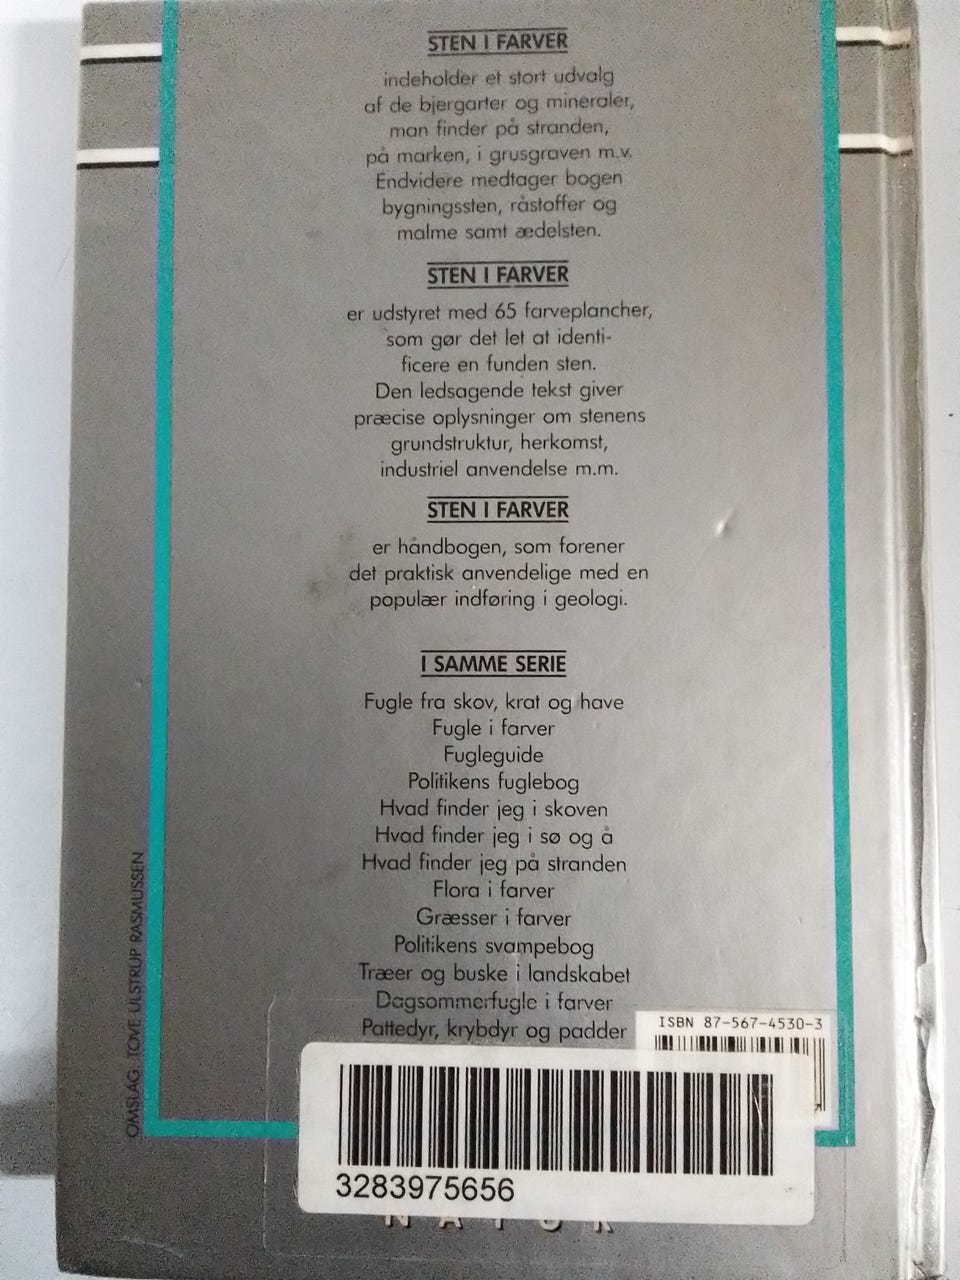 STEN I FARVER
indeholder et stort udvalg
af de bjergarter og mineraler,
man finder på stranden,
på marken, i grusgraven m.v.
Endvidere medtager bogen
bygningssten, råstoffer og
malme samt ædelsten.
STEN I FARVER
er udstyret med 65 farveplancher,
som gør det let at identi-
ficere en funden sten.
Den ledsagende tekst giver
præcise oplysninger om stenens
grundstruktur, herkomst,
industriel anvendelse m.m.
STEN I FARVER
er håndbogen, som forener
det praktisk anvendelige med en
populær indføring i geologi.
I SAMME SERIE
Fugle fra skov, krat og have
Fugle i farver
Fugleguide
Politikens fuglebog
Hvad finder jeg i skoven
Hvad finder jeg i sø og å
Hvad finder jeg på stranden
Flora i farver
Græsser i farver
Politikens svampebog
Træer og buske i landskabet
Dagsommerfugle i farver
Pattedyr, krybdyr og padder
OMSLAG: TOVE ULSTRUP RASMUSSEN
ISBN 87-567-4530-3
3283975656
NATUR